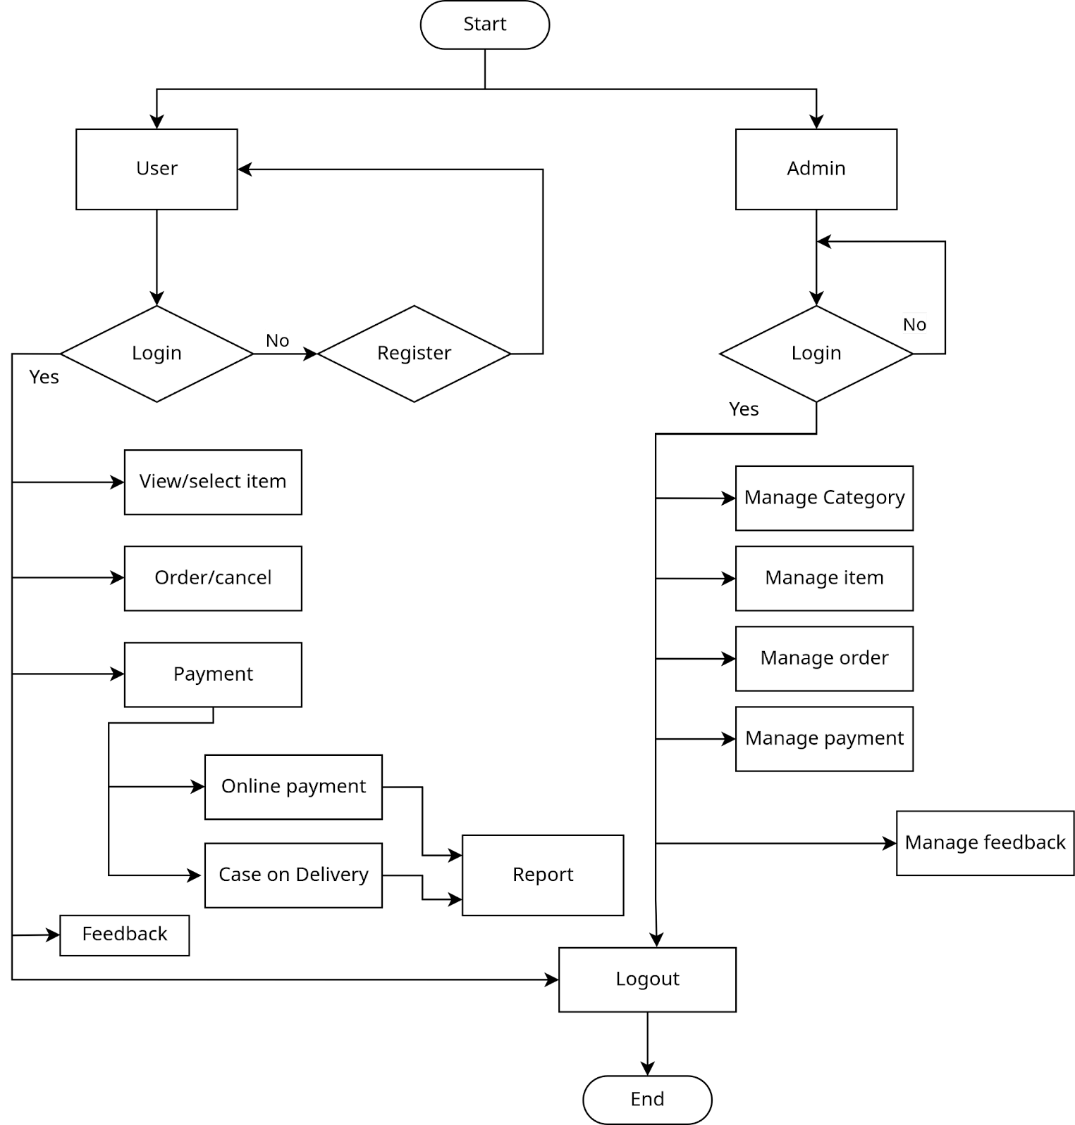 Start
User
Admin
Login
No
Register
Login
No
Yes
Yes
View/select item
Manage Category
Order/cancel
Manage item
Payment
Manage order
Manage payment
Online payment
Manage feedback
Case on Delivery
Report
Feedback
Logout
End